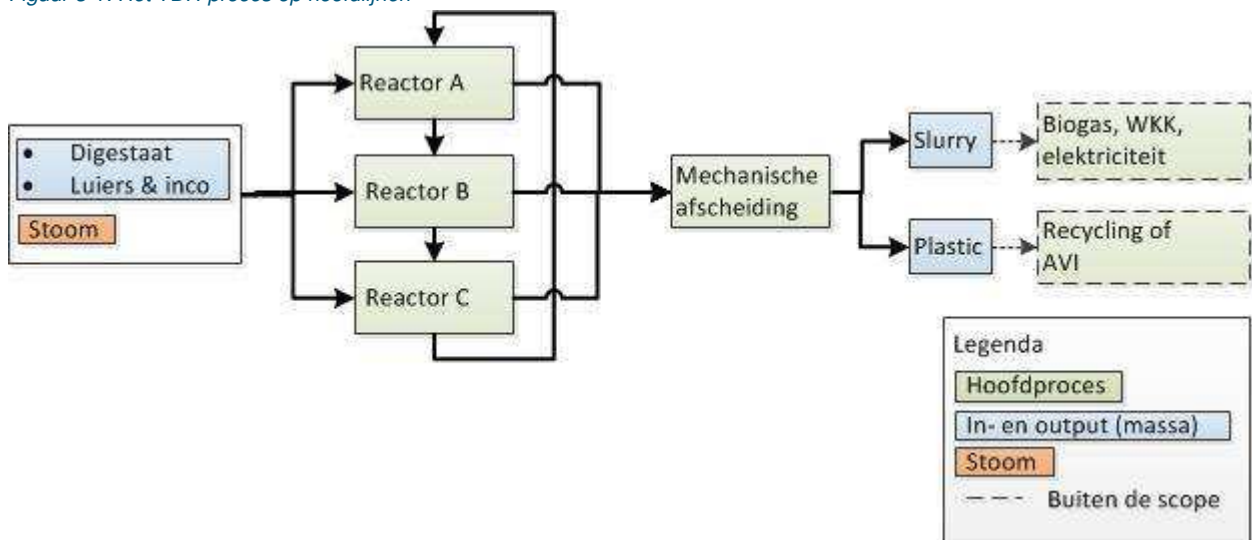 Reactor A
Digestaat
Luiers & inco
Stoom
Reactor B
Reactor C
Mechanische
afscheiding
Slurry
Biogas, WKK,
elektriciteit
Plastic
Recycling of
AVI
Legenda
Hoofdproces
In- en output (massa)
Stoom
Buiten de scope